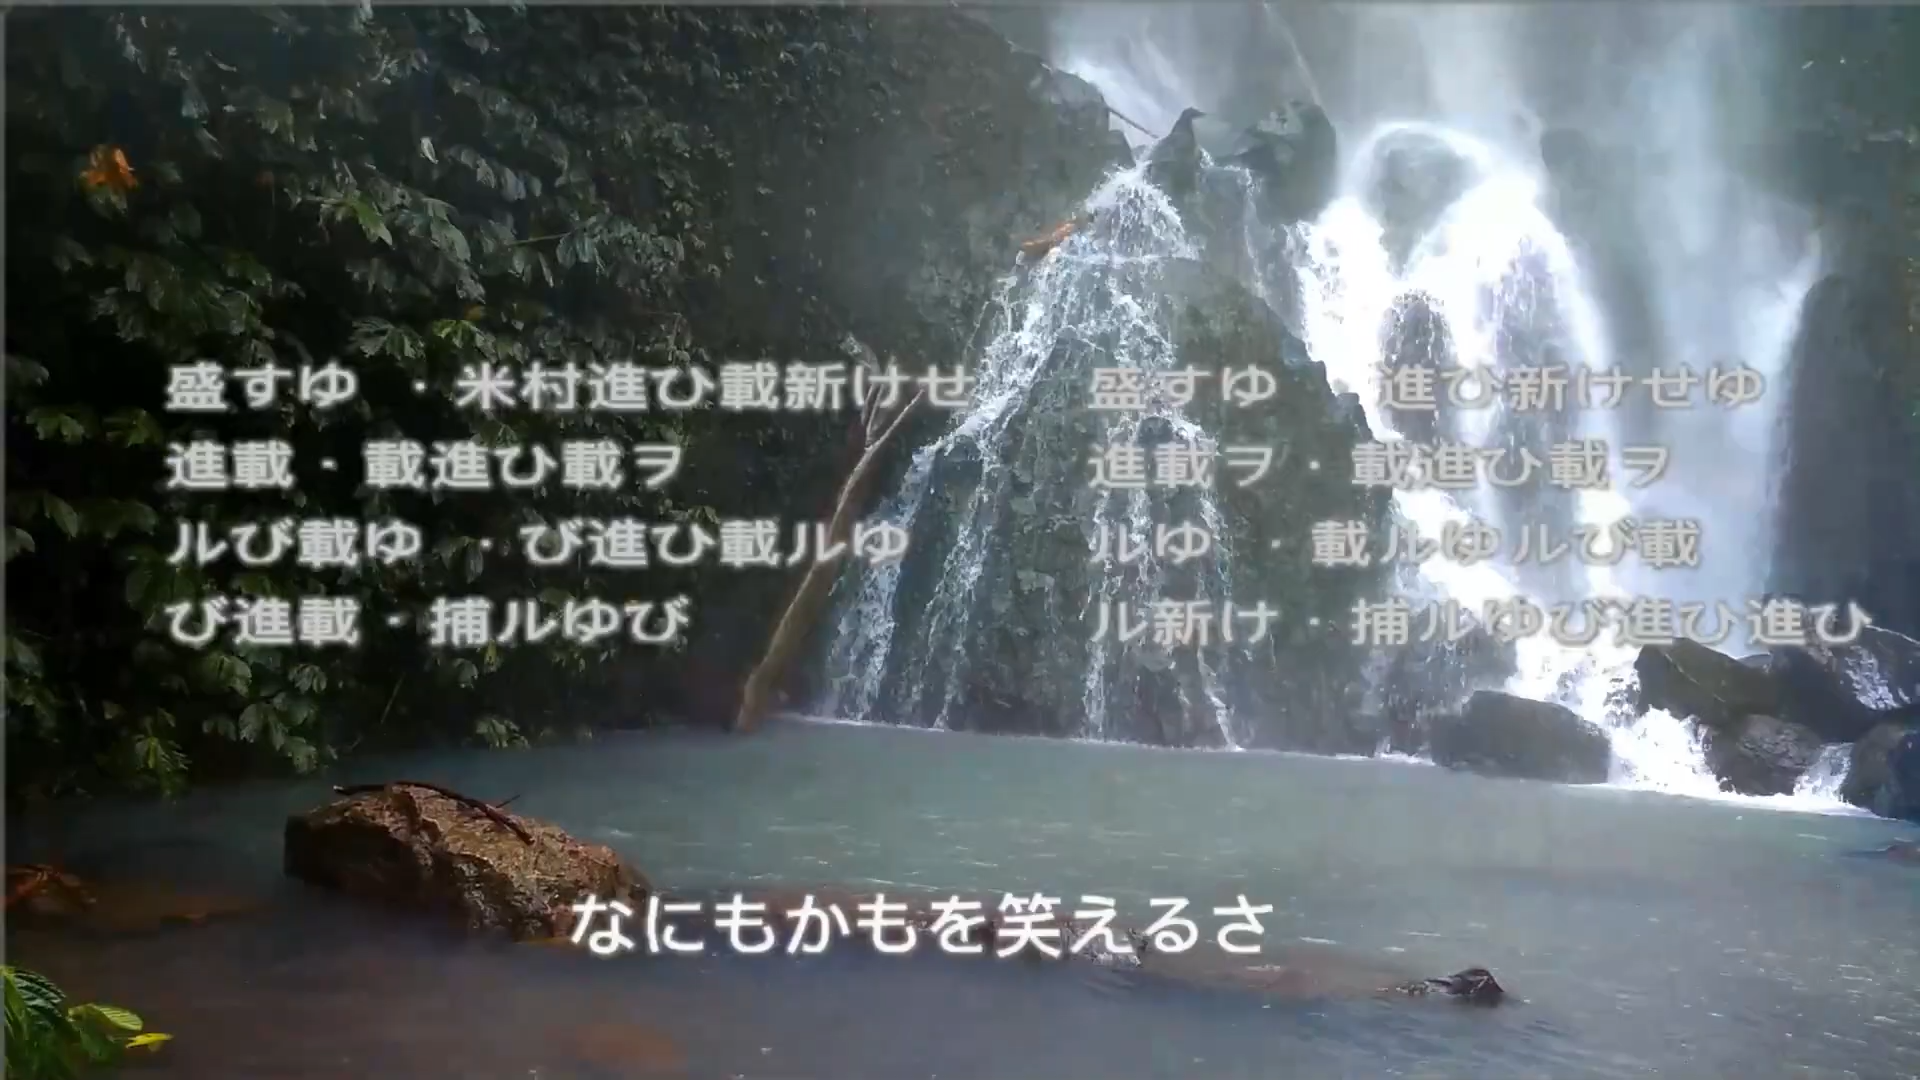 盛すゆ ・米村進ひ載新けせ
進載・載進ひ載ヲ
ルび載ゆ ・び進ひ載ルゆ
び進載・捕ルゆび
盛すゆ 進ひ新けせゆ
進載ヲ・載進ひ載ヲ
ルゆ ・載ルゆルび載
ル新け・捕ルゆび進ひ進ひ
なにもかもを笑えるさ